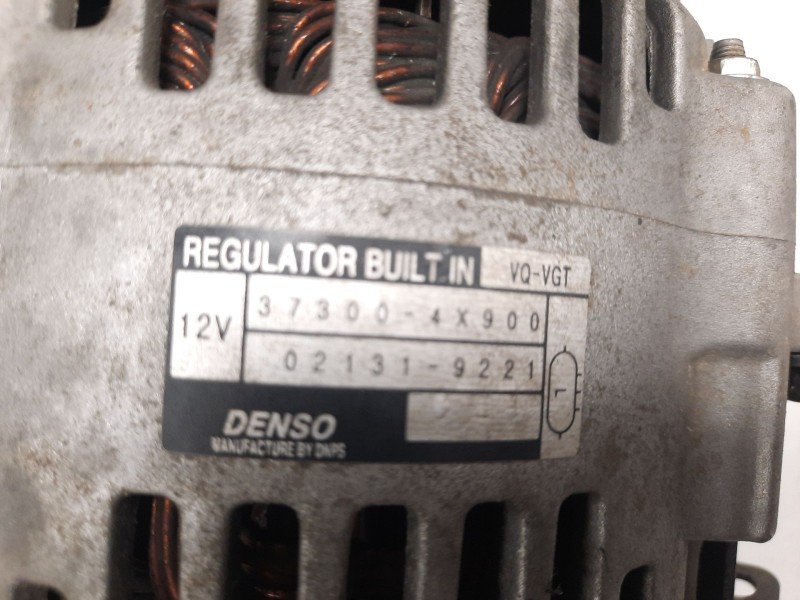 REGULATOR BUILT IN VQ-VGT
12V 37300-4X900
02131-9221
L
DENSO
MANUFACTURE BY DNPS